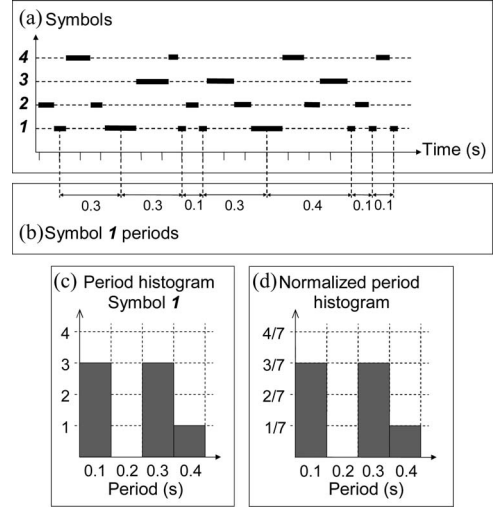 (a) Symbols
4
3
2
1
Time (s)
0.3 0.3 0.1 0.3 0.4 0.1 0.1
(b) Symbol 1 periods
(c) Period histogram
Symbol 1
4
3
2
1
0.1 0.2 0.3 0.4
Period (s)
(d) Normalized period
histogram
4/7
3/7
2/7
1/7
0.1 0.2 0.3 0.4
Period (s)